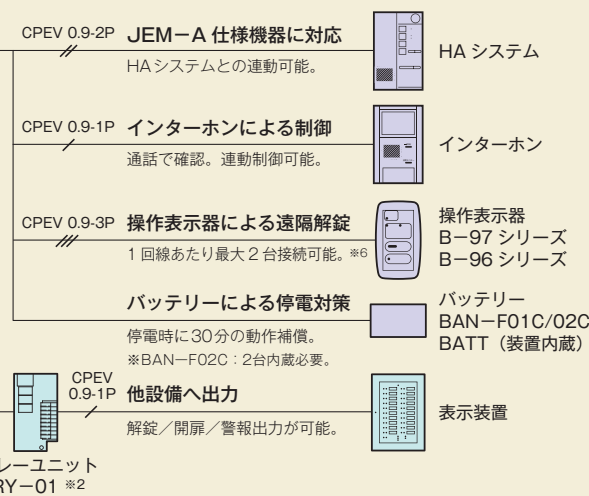 CPEV 0.9-2P
JEM－A 仕様機器に対応
HAシステムとの連動可能。
HA システム
CPEV 0.9-1P
インターホンによる制御
通話で確認。連動制御可能。
インターホン
CPEV 0.9-3P
操作表示器による遠隔解錠
1 回線あたり最大 2 台接続可能。※6
操作表示器
B－97 シリーズ
B－96 シリーズ
バッテリーによる停電対策
停電時に30分の動作補償。
※BAN－F02C：2台内蔵必要。
バッテリー
BAN－F01C/02C
BATT（装置内蔵）
CPEV
0.9-1P
他設備へ出力
解錠／開扉／警報出力が可能。
表示装置
レーユニット
RY－01 ※2